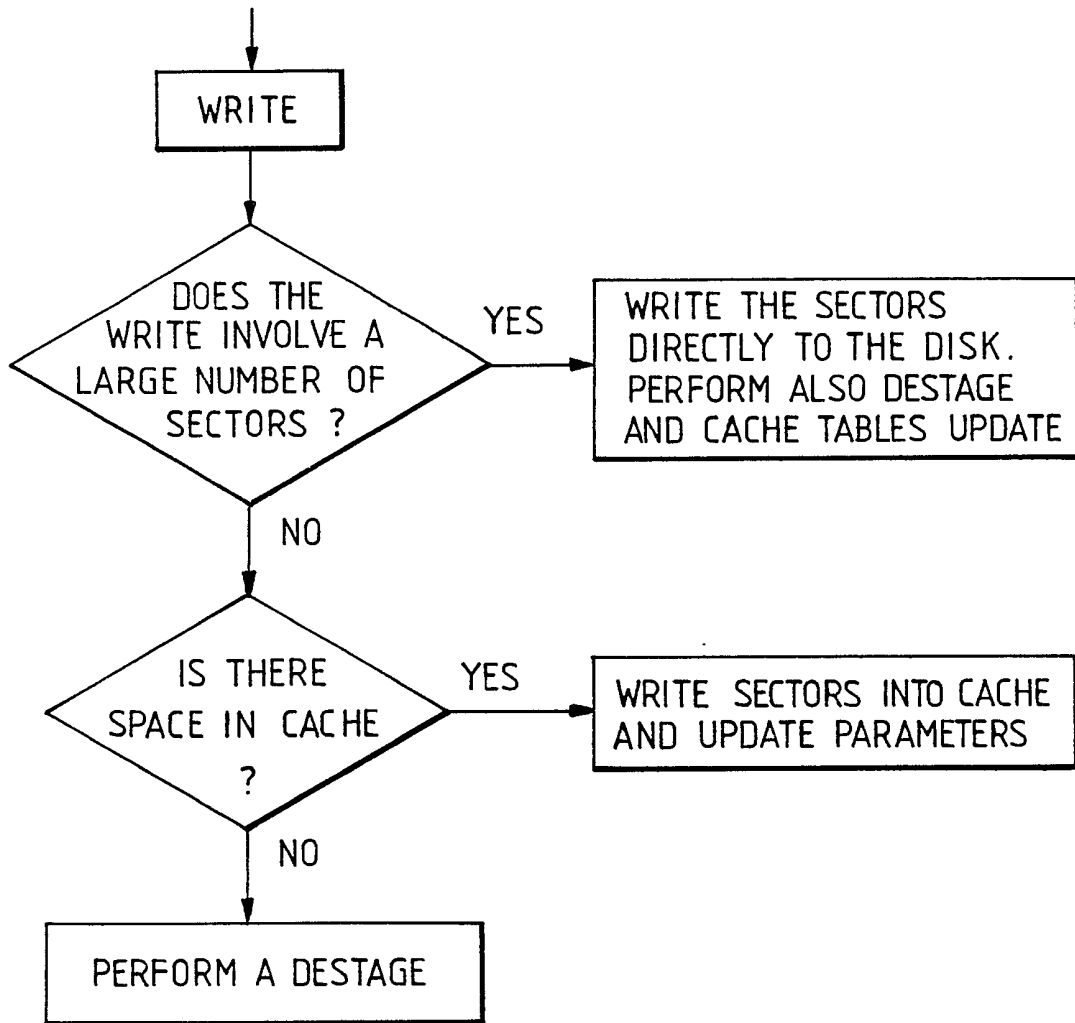 WRITE
DOES THE
WRITE INVOLVE A
LARGE NUMBER OF
SECTORS ?
YES
WRITE THE SECTORS
DIRECTLY TO THE DISK.
PERFORM ALSO DESTAGE
AND CACHE TABLES UPDATE
NO
IS THERE
SPACE IN CACHE
?
YES
WRITE SECTORS INTO CACHE
AND UPDATE PARAMETERS
NO
PERFORM A DESTAGE